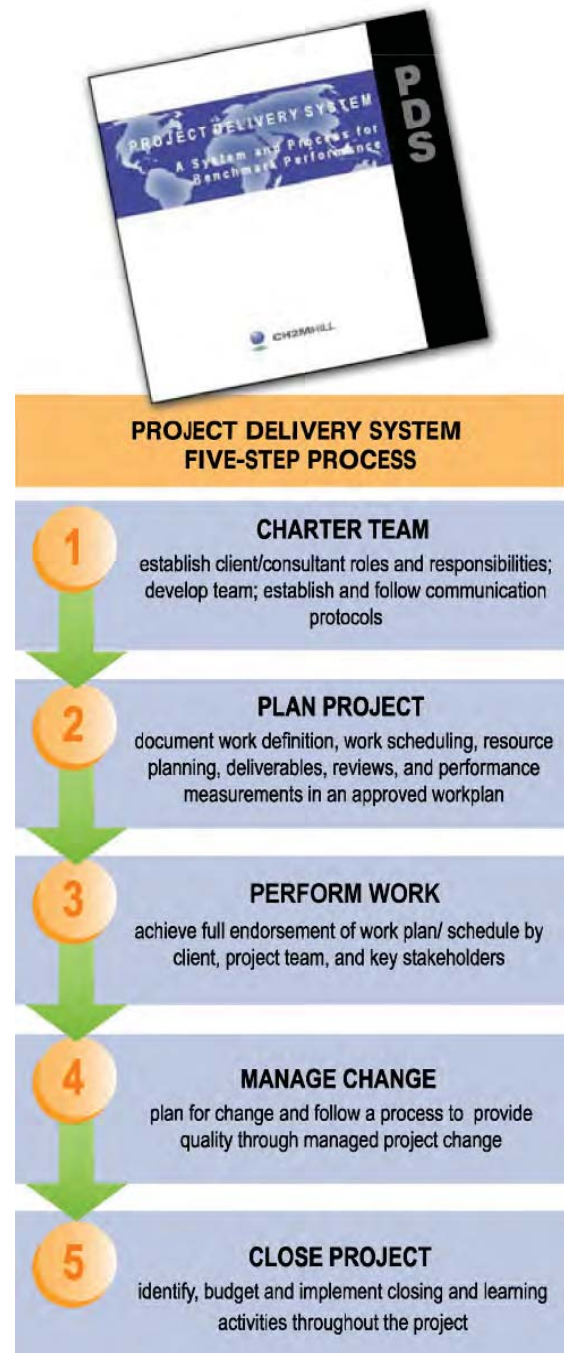 PDS
PROJECT DELIVERY SYSTEM
A System and Process for
Benchmark Performance
CH2MHILL
PROJECT DELIVERY SYSTEM
FIVE-STEP PROCESS
1
CHARTER TEAM
establish client/consultant roles and responsibilities;
develop team; establish and follow communication
protocols
2
PLAN PROJECT
document work definition, work scheduling, resource
planning, deliverables, reviews, and performance
measurements in an approved workplan
3
PERFORM WORK
achieve full endorsement of work plan/ schedule by
client, project team, and key stakeholders
4
MANAGE CHANGE
plan for change and follow a process to provide
quality through managed project change
5
CLOSE PROJECT
identify, budget and implement closing and learning
activities throughout the project